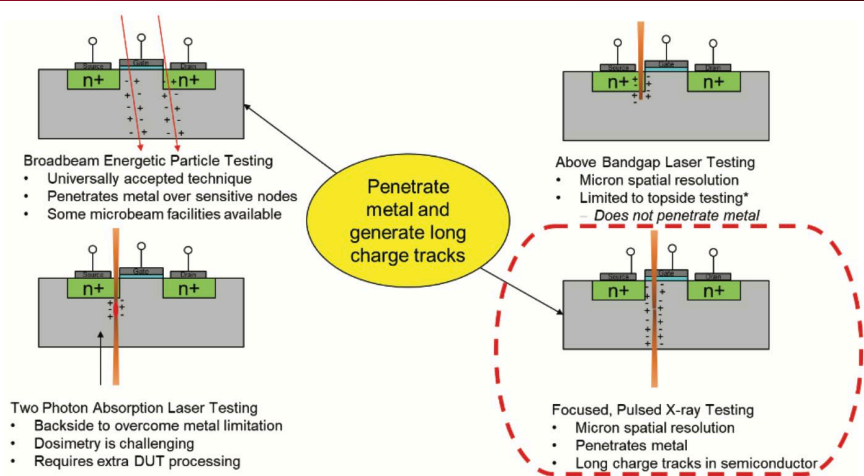 Source
Gate
Drain
n+
n+
Broadbeam Energetic Particle Testing
• Universally accepted technique
• Penetrates metal over sensitive nodes
• Some microbeam facilities available
Source
Gate
Drain
n+
n+
Above Bandgap Laser Testing
• Micron spatial resolution
• Limited to topside testing*
– Does not penetrate metal
Penetrate
metal and
generate long
charge tracks
Source
Gate
Drain
n+
n+
Two Photon Absorption Laser Testing
• Backside to overcome metal limitation
• Dosimetry is challenging
• Requires extra DUT processing
Source
Gate
Drain
n+
n+
Focused, Pulsed X-ray Testing
• Micron spatial resolution
• Penetrates metal
• Long charge tracks in semiconductor